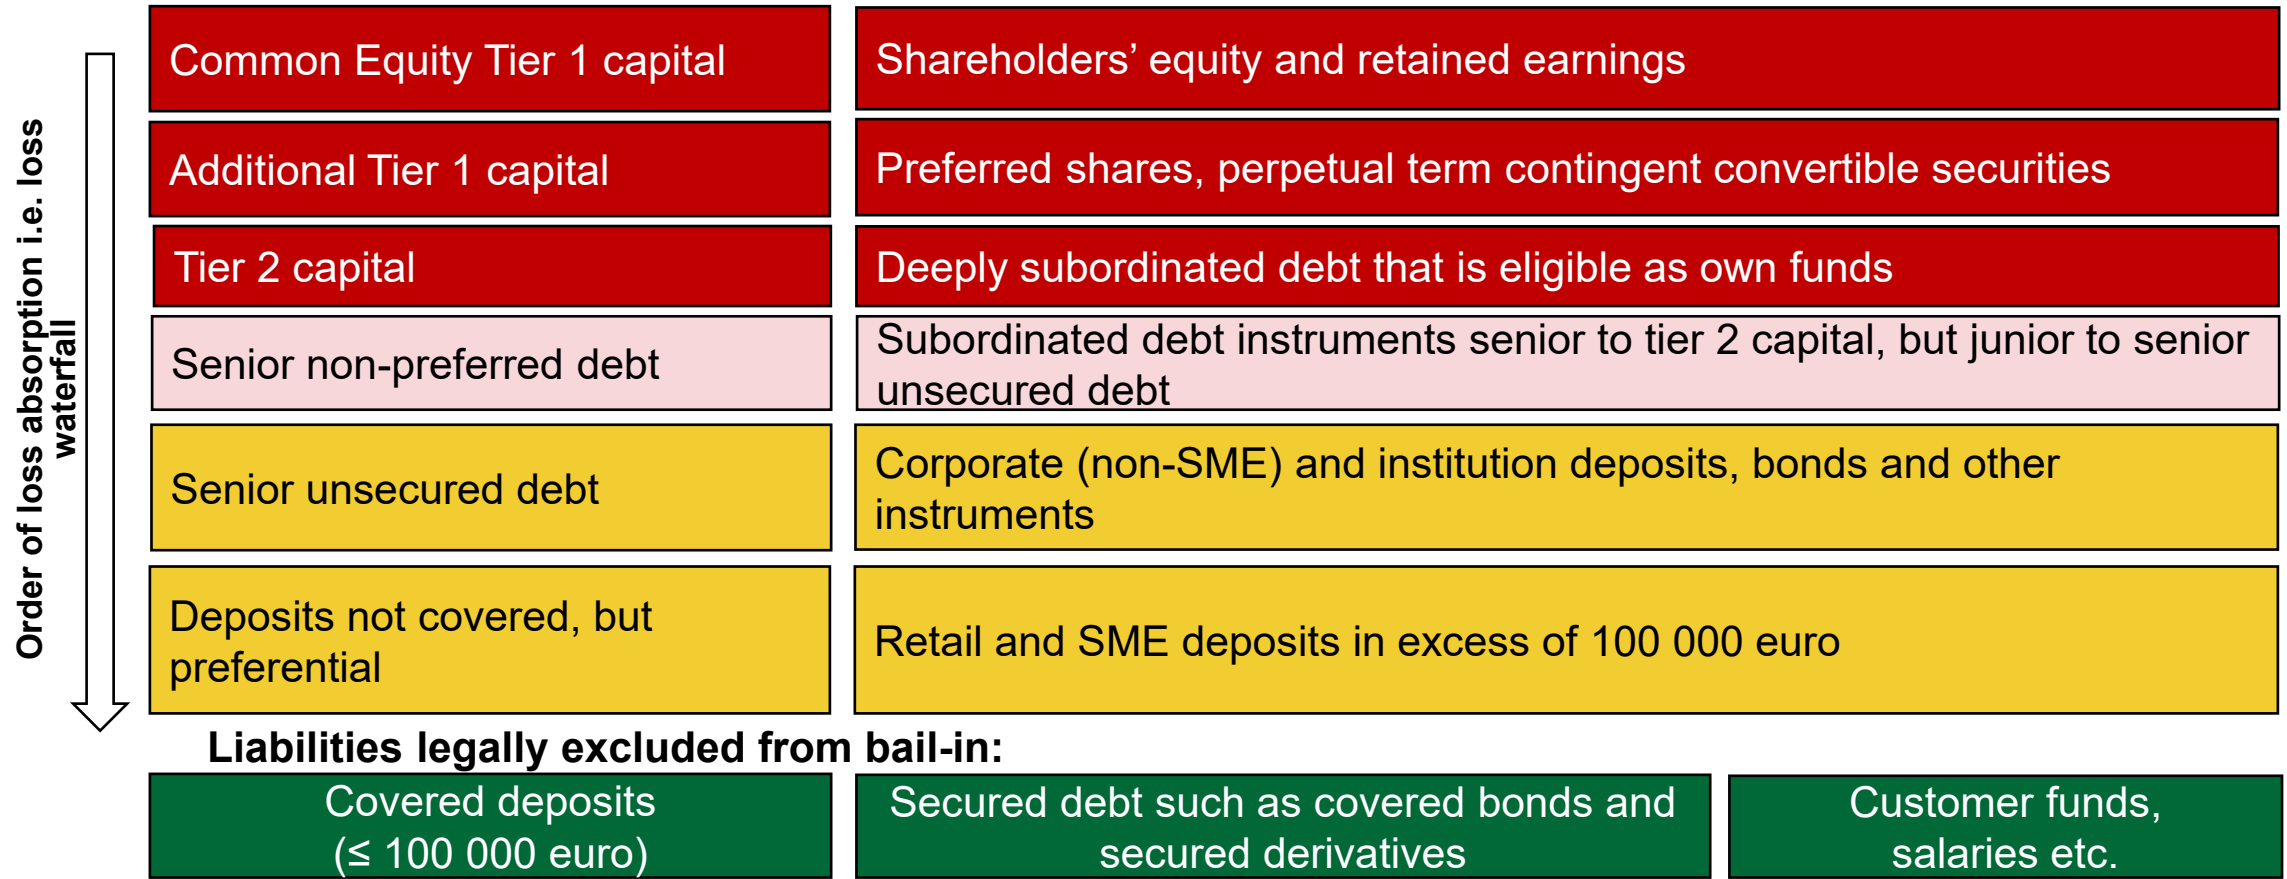 Order of loss absorption i.e. loss
waterfall
Common Equity Tier 1 capital
Shareholders’ equity and retained earnings
Additional Tier 1 capital
Preferred shares, perpetual term contingent convertible securities
Tier 2 capital
Deeply subordinated debt that is eligible as own funds
Senior non-preferred debt
Subordinated debt instruments senior to tier 2 capital, but junior to senior
unsecured debt
Senior unsecured debt
Corporate (non-SME) and institution deposits, bonds and other
instruments
Deposits not covered, but
preferential
Retail and SME deposits in excess of 100 000 euro
Liabilities legally excluded from bail-in:
Covered deposits
(≤ 100 000 euro)
Secured debt such as covered bonds and
secured derivatives
Customer funds,
salaries etc.